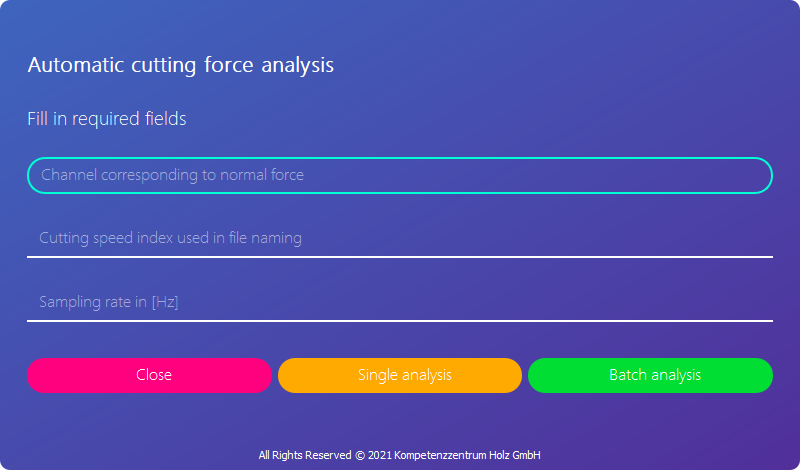 Automatic cutting force analysis
Fill in required fields
Channel corresponding to normal force
Cutting speed index used in file naming
Sampling rate in [Hz]
Close
Single analysis
Batch analysis
All Rights Reserved © 2021 Kompetenzzentrum Holz GmbH